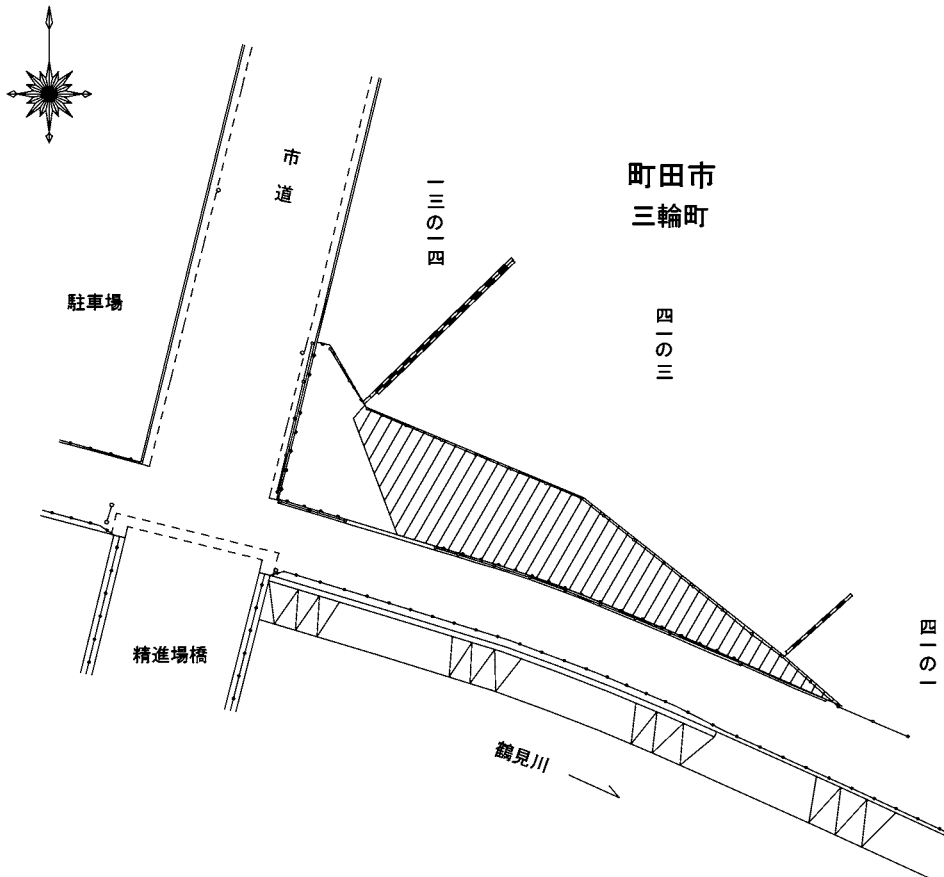 市道
町田市
三輪町
一三の一四
駐車場
四一の三
四一の一
精進場橋
鶴見川